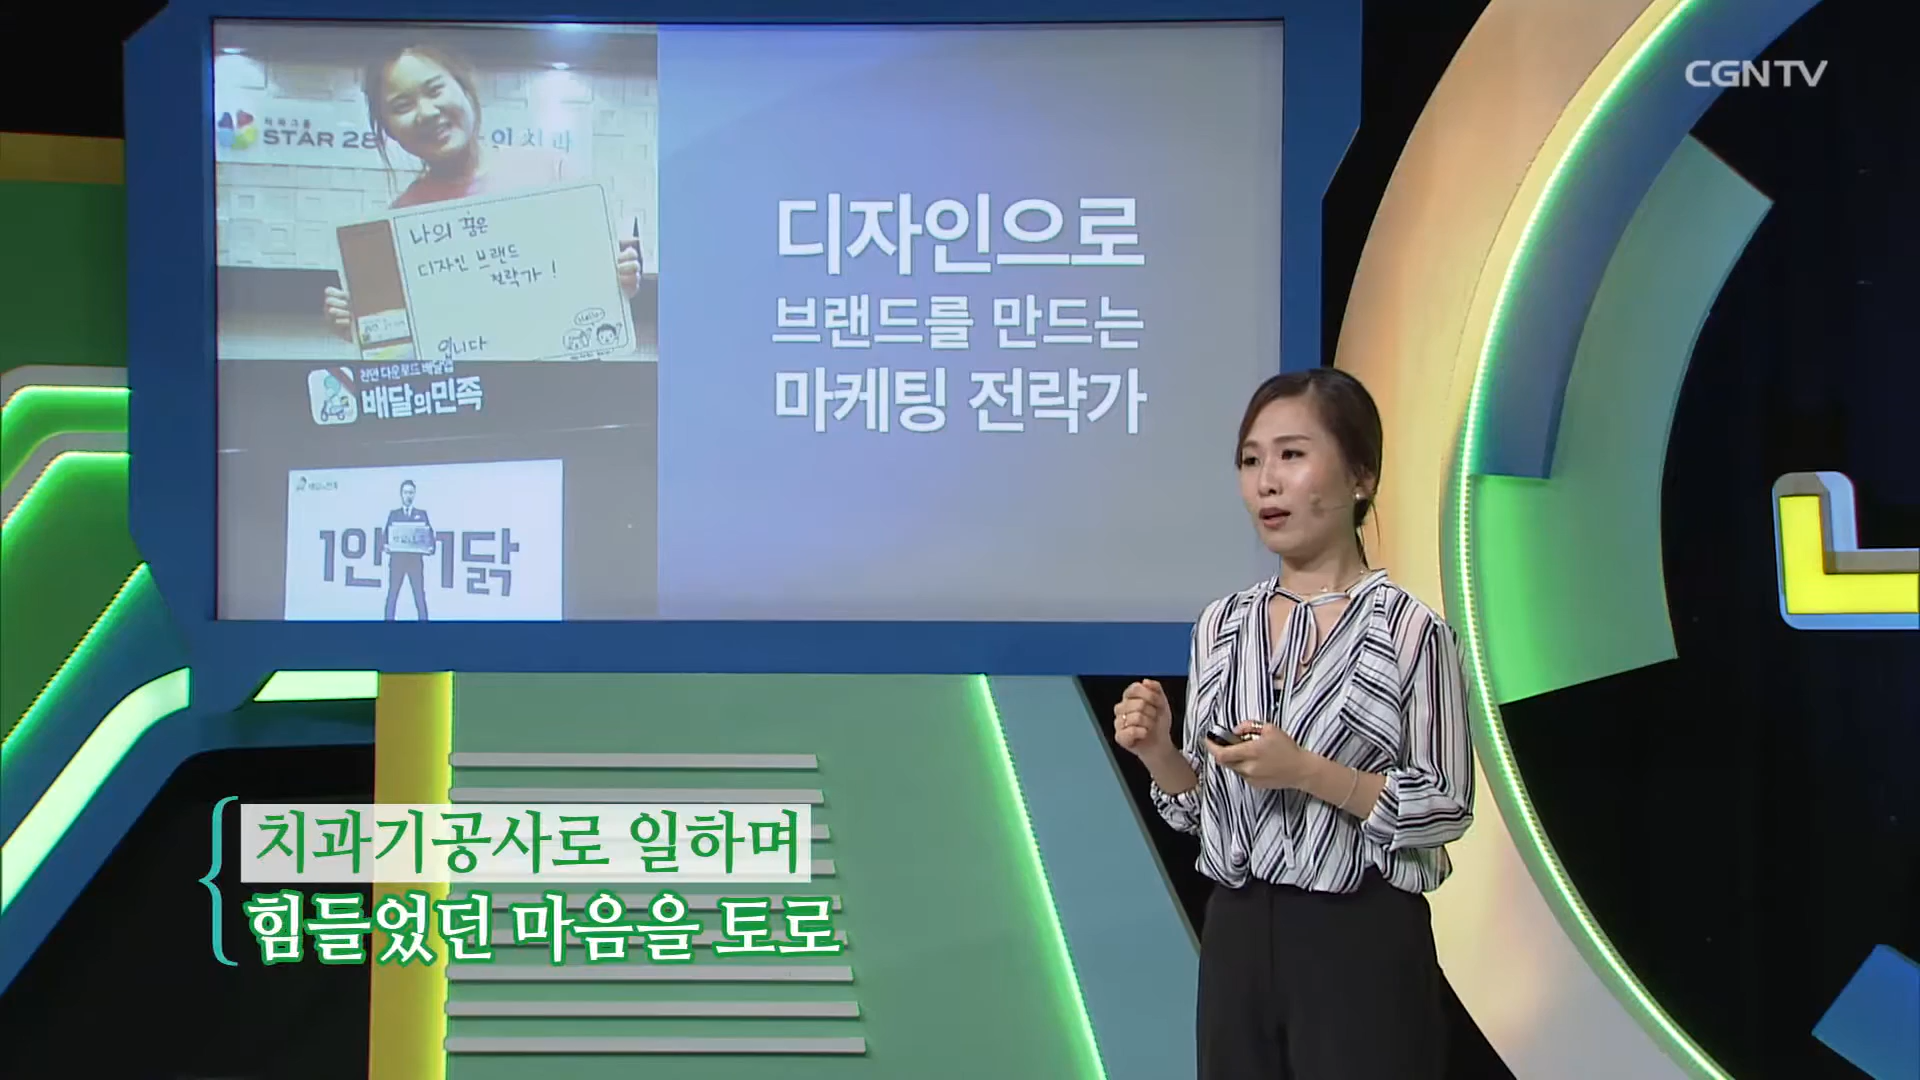 CGNTV
STAR 28
나의 꿈은
디자인 브랜드
전략가!
Hello!
입니다
디자인으로
브랜드를 만드는
마케팅 전략가
배달의민족
1인 1닭
치과기공사로 일하며
힘들었던 마음을 토로